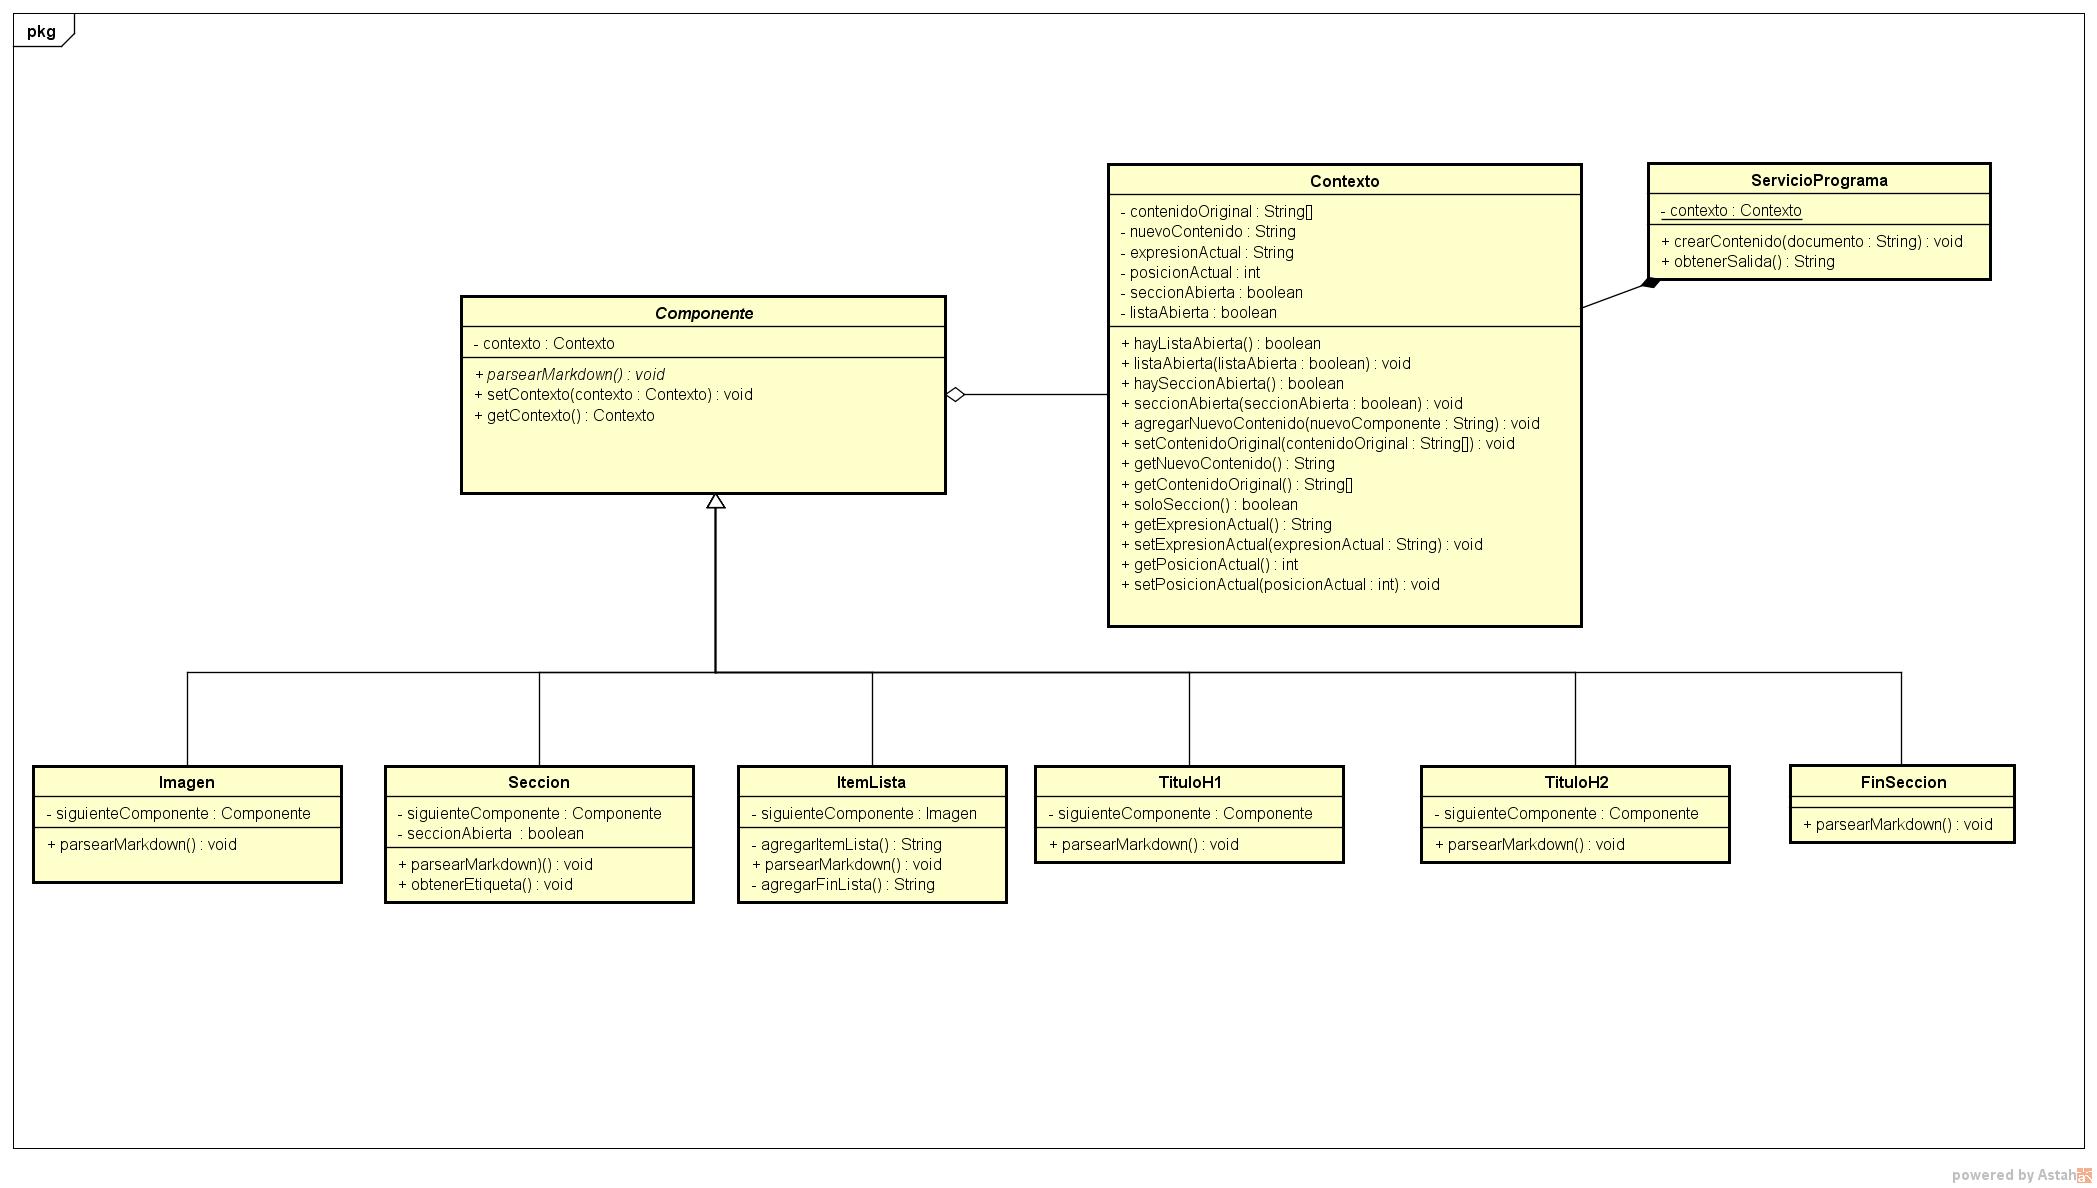 pkg
Contexto
- contenidoOriginal : String[]
- nuevoContenido : String
- expresionActual : String
- posicionActual : int
- seccionAbierta : boolean
- listaAbierta : boolean
+ hayListaAbierta() : boolean
+ listaAbierta(listaAbierta : boolean) : void
+ haySeccionAbierta() : boolean
+ seccionAbierta(seccionAbierta : boolean) : void
+ agregarNuevoContenido(nuevoComponente : String) : void
+ setContenidoOriginal(contenidoOriginal : String[]) : void
+ getNuevoContenido() : String
+ getContenidoOriginal() : String[]
+ soloSeccion() : boolean
+ getExpresionActual() : String
+ setExpresionActual(expresionActual : String) : void
+ getPosicionActual() : int
+ setPosicionActual(posicionActual : int) : void
ServicioPrograma
- contexto : Contexto
+ crearContenido(documento : String) : void
+ obtenerSalida() : String
Componente
- contexto : Contexto
+ parsearMarkdown() : void
+ setContexto(contexto : Contexto) : void
+ getContexto() : Contexto
Imagen
- siguienteComponente : Componente
+ parsearMarkdown() : void
Seccion
- siguienteComponente : Componente
- seccionAbierta  : boolean
+ parsearMarkdown)() : void
+ obtenerEtiqueta() : void
ItemLista
- siguienteComponente : Imagen
- agregarItemLista() : String
+ parsearMarkdown() : void
- agregarFinLista() : String
TituloH1
- siguienteComponente : Componente
+ parsearMarkdown() : void
TituloH2
- siguienteComponente : Componente
+ parsearMarkdown() : void
FinSeccion
+ parsearMarkdown() : void
powered by Astah